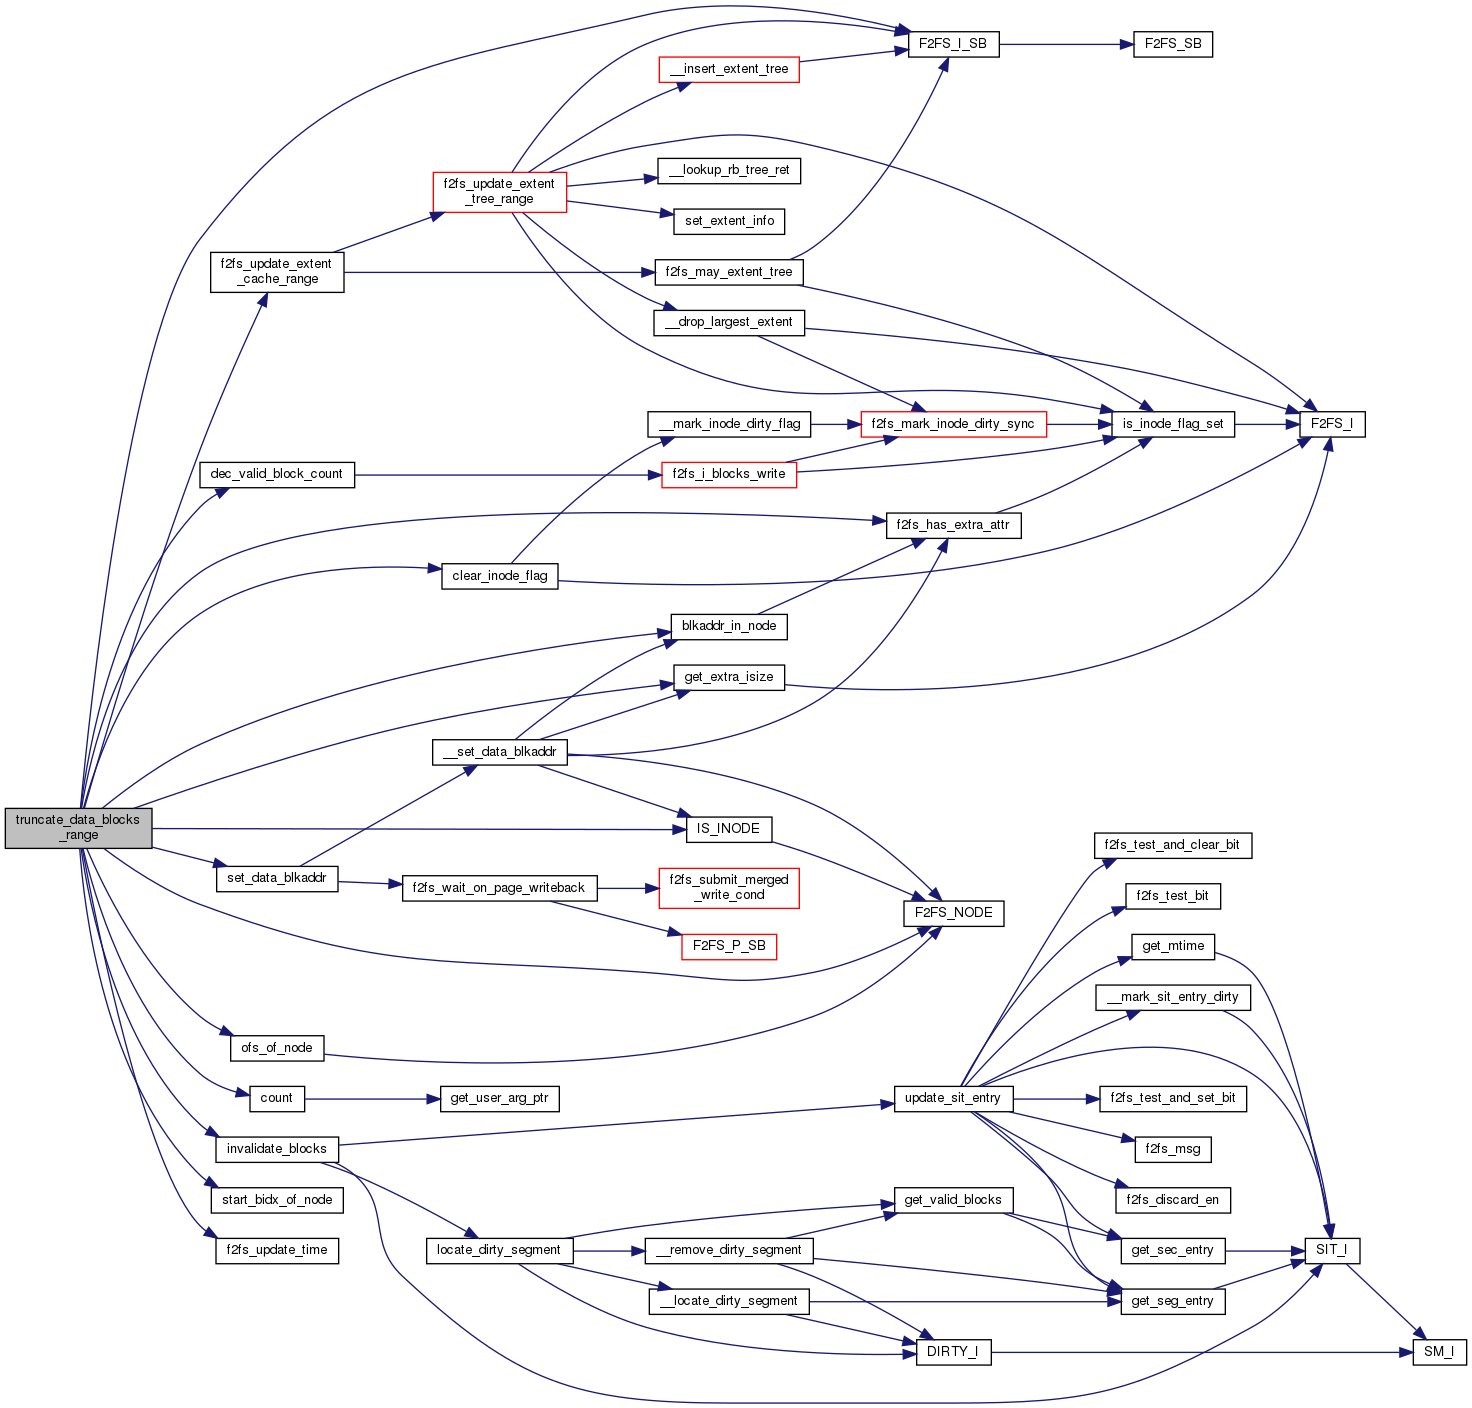 F2FS_I_SB
F2FS_SB
__insert_extent_tree
__lookup_rb_tree_ret
f2fs_update_extent
_tree_range
set_extent_info
f2fs_update_extent
_cache_range
f2fs_may_extent_tree
__drop_largest_extent
__mark_inode_dirty_flag
f2fs_mark_inode_dirty_sync
is_inode_flag_set
F2FS_I
dec_valid_block_count
f2fs_i_blocks_write
f2fs_has_extra_attr
clear_inode_flag
blkaddr_in_node
get_extra_isize
__set_data_blkaddr
truncate_data_blocks
_range
IS_INODE
f2fs_test_and_clear_bit
set_data_blkaddr
f2fs_wait_on_page_writeback
f2fs_submit_merged
_write_cond
f2fs_test_bit
F2FS_NODE
F2FS_P_SB
get_mtime
__mark_sit_entry_dirty
ofs_of_node
count
get_user_arg_ptr
update_sit_entry
f2fs_test_and_set_bit
invalidate_blocks
f2fs_msg
start_bidx_of_node
get_valid_blocks
f2fs_discard_en
f2fs_update_time
locate_dirty_segment
__remove_dirty_segment
get_sec_entry
SIT_I
__locate_dirty_segment
get_seg_entry
DIRTY_I
SM_I